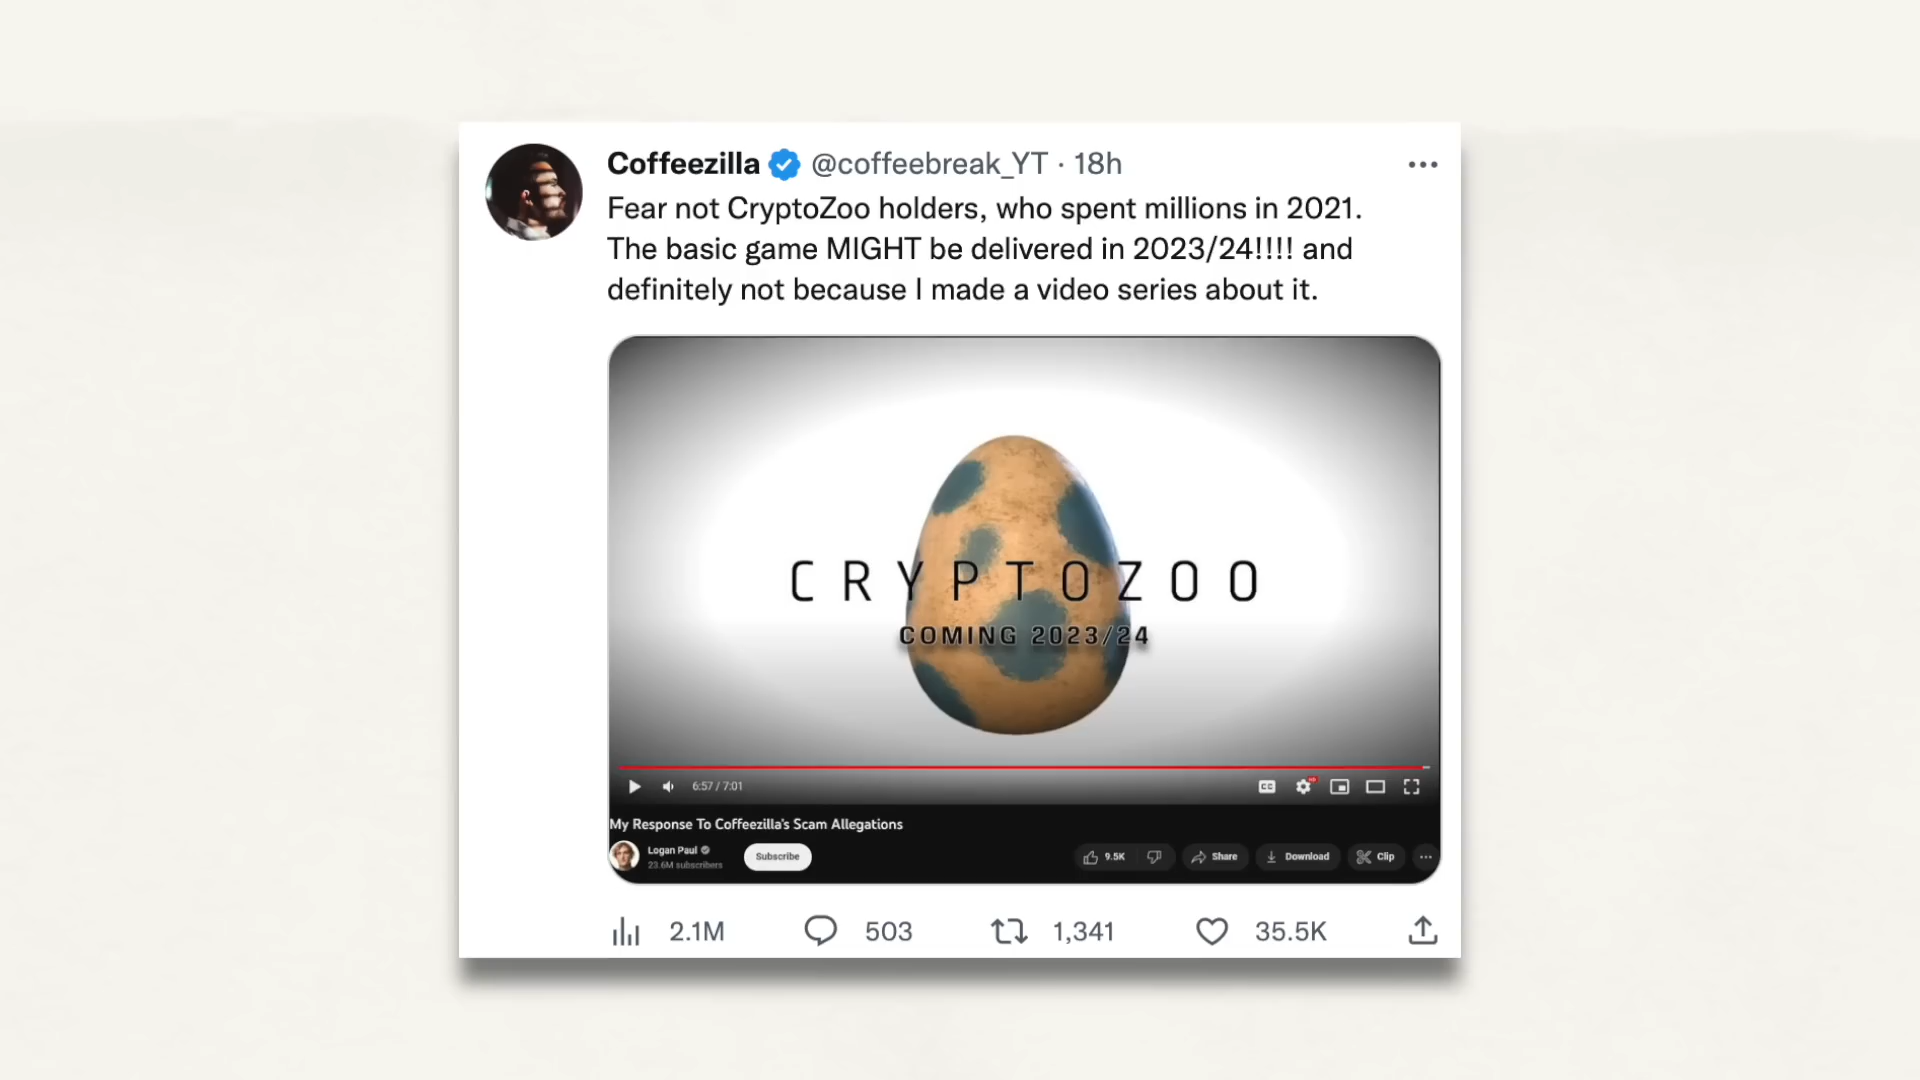 Coffeezilla @coffeebreak_YT · 18h
Fear not CryptoZoo holders, who spent millions in 2021.
The basic game MIGHT be delivered in 2023/24!!!! and
definitely not because I made a video series about it.
CRYPTOZOO
COMING 2023/24
6:57 / 7:01
CC
HD
My Response To Coffeezilla's Scam Allegations
Logan Paul
23.6M subscribers
Subscribe
9.5K
Share
Download
Clip
2.1M
503
1,341
35.5K